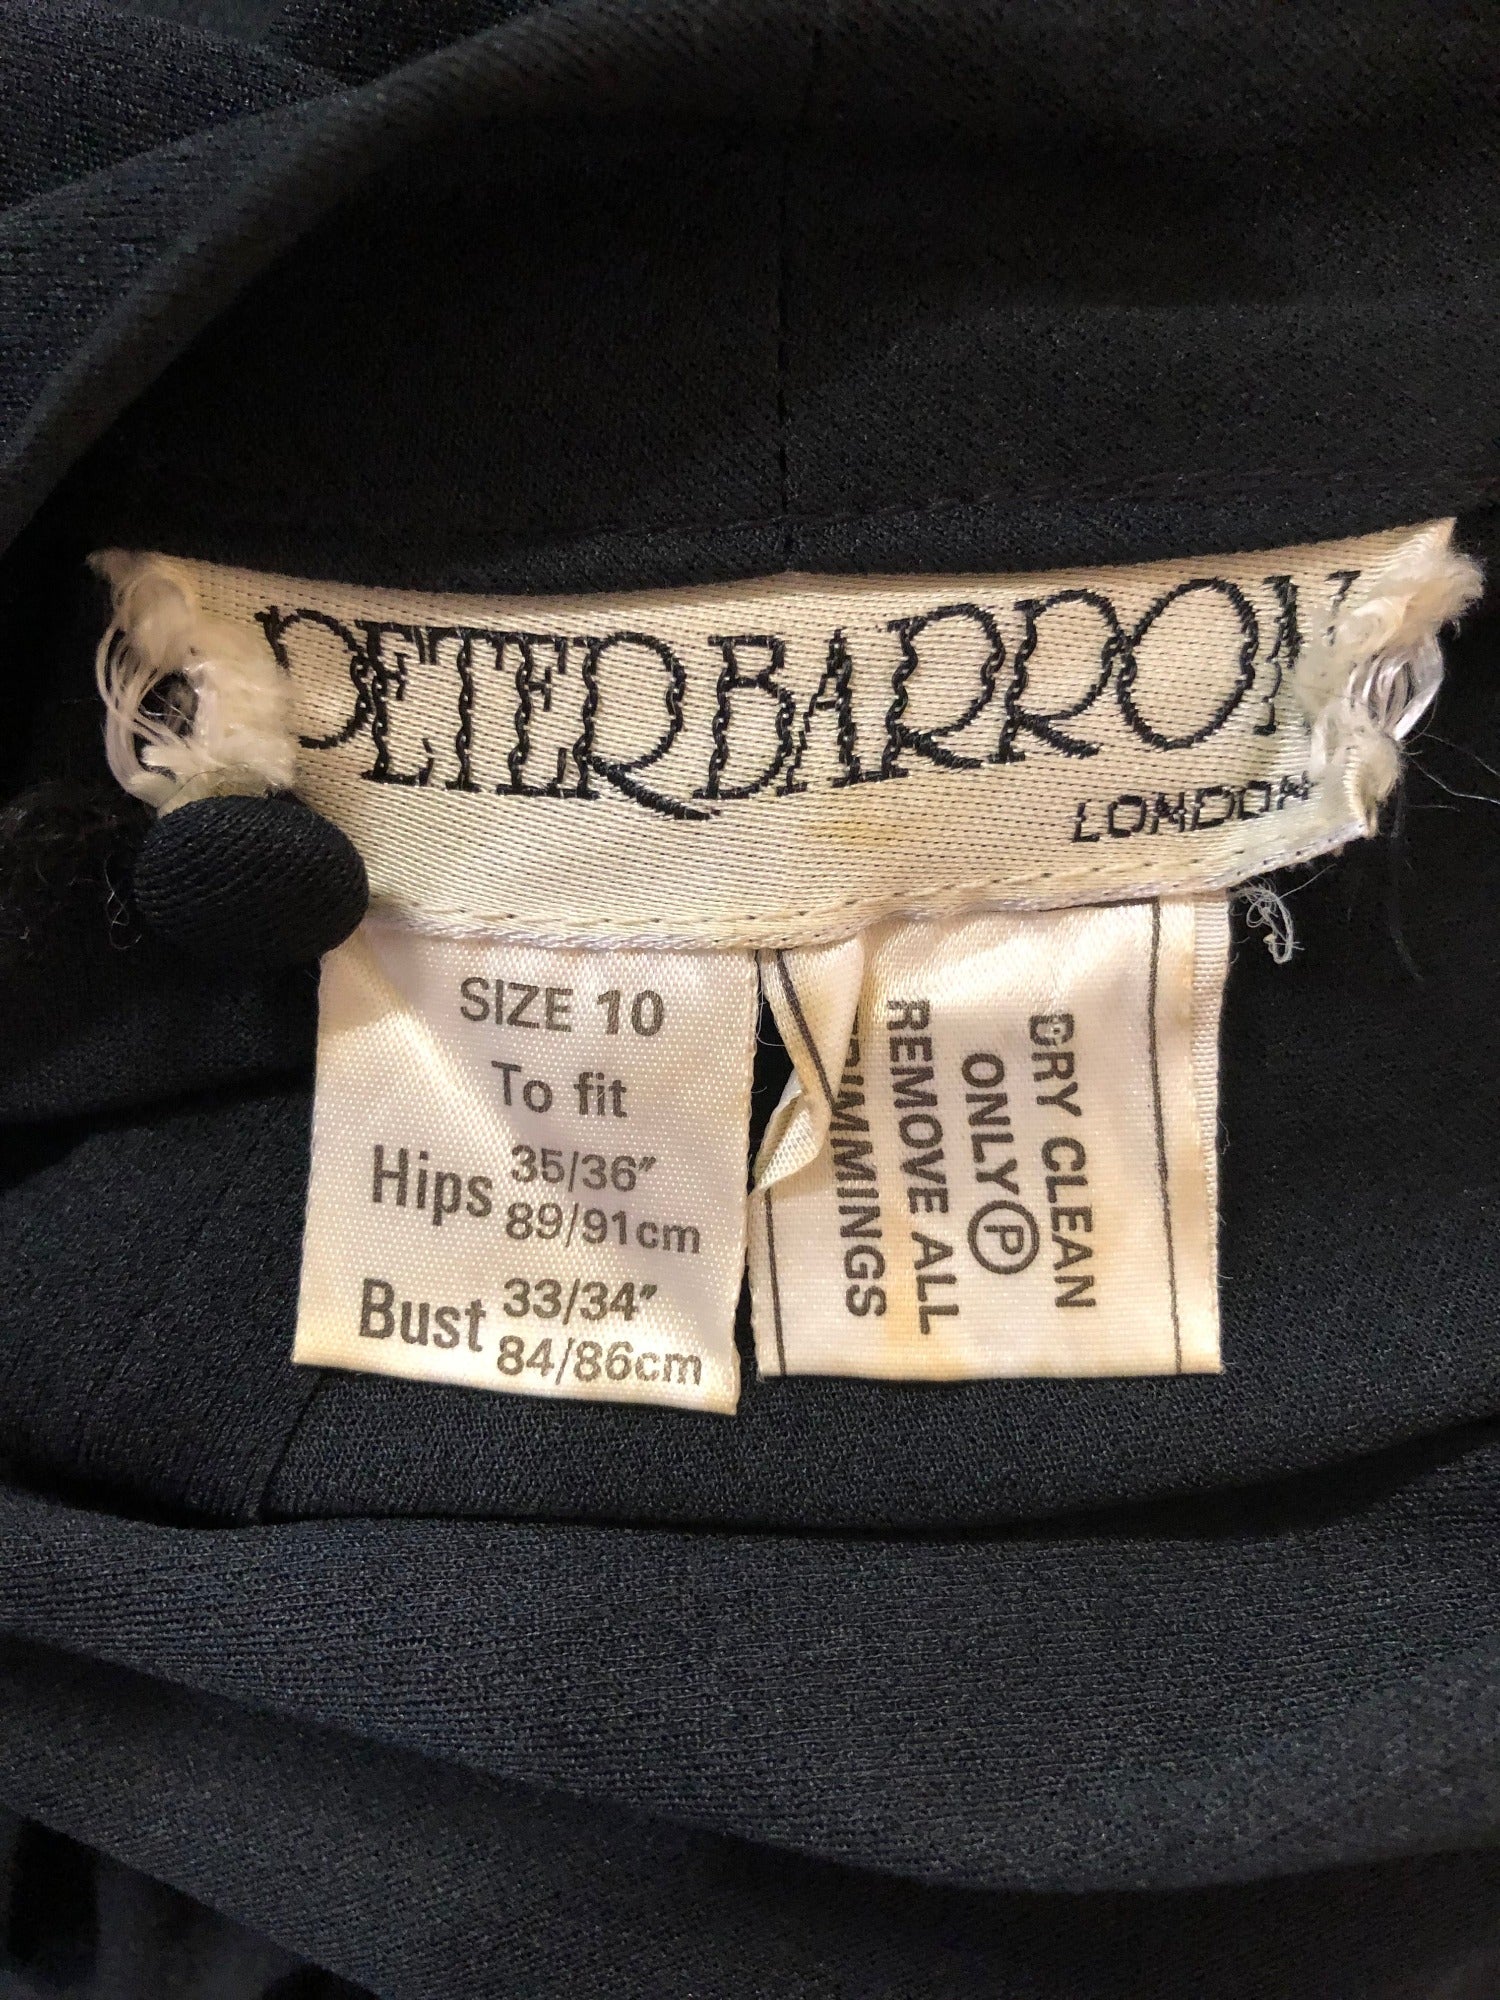 PETER BARRON
LONDON
SIZE 10
To fit
Hips 35/36"
89/91cm
Bust 33/34"
84/86cm
DRY CLEAN
ONLY Ⓟ
REMOVE ALL